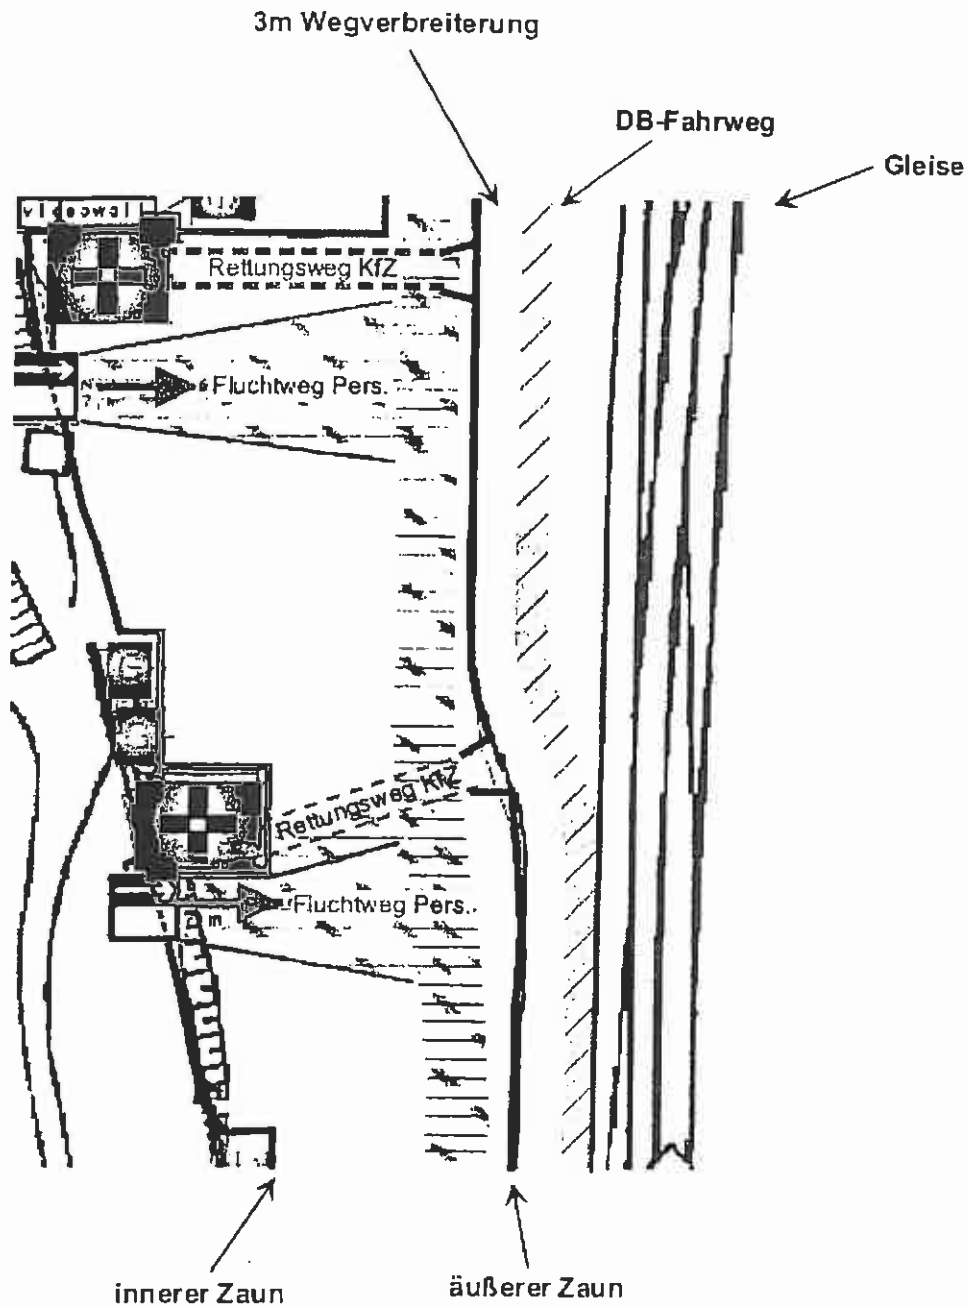 3m Wegverbreiterung
DB-Fahrweg
Gleise
Rettungsweg KfZ
Fluchtweg Pers.
Rettungsweg KfZ
Fluchtweg Pers.
innerer Zaun
äußerer Zaun